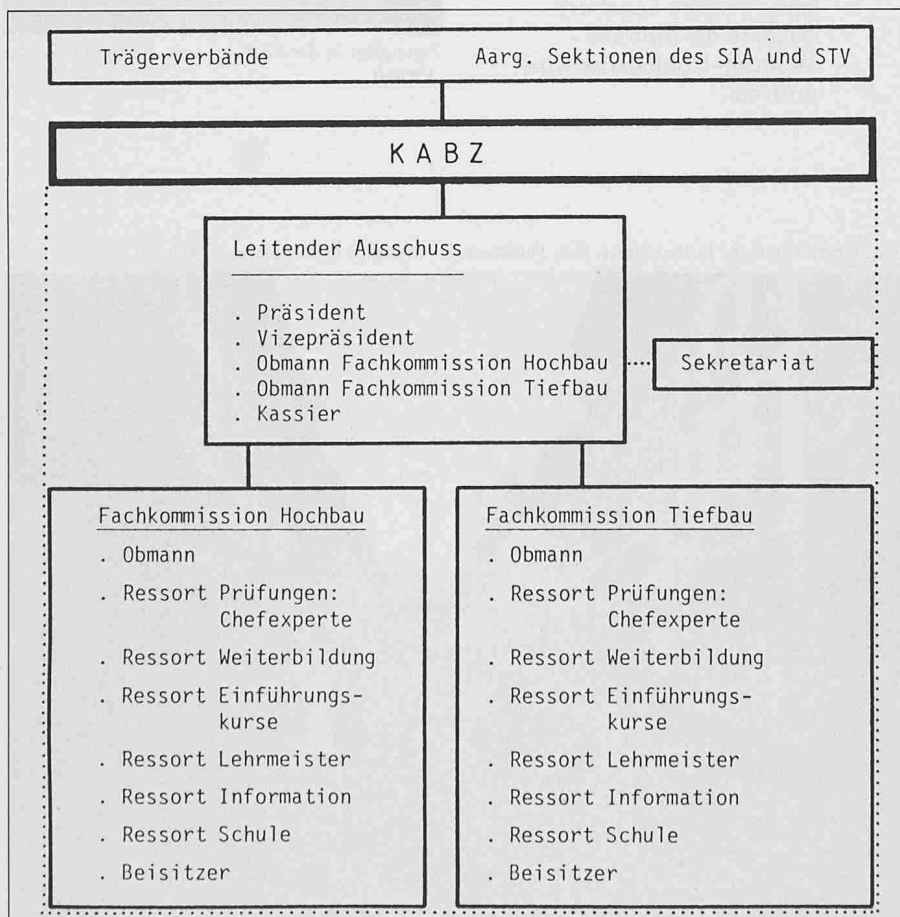 Trägerverbände Aarg. Sektionen des SIA und STV
KABZ
Leitender Ausschuss
. Präsident
. Vizepräsident
. Obmann Fachkommission Hochbau
. Obmann Fachkommission Tiefbau
. Kassier
Sekretariat
Fachkommission Hochbau
. Obmann
. Ressort Prüfungen:
Chefexperte
. Ressort Weiterbildung
. Ressort Einführungs-
kurse
. Ressort Lehrmeister
. Ressort Information
. Ressort Schule
. Beisitzer
Fachkommission Tiefbau
. Obmann
. Ressort Prüfungen:
Chefexperte
. Ressort Weiterbildung
. Ressort Einführungs-
kurse
. Ressort Lehrmeister
. Ressort Information
. Ressort Schule
. Beisitzer